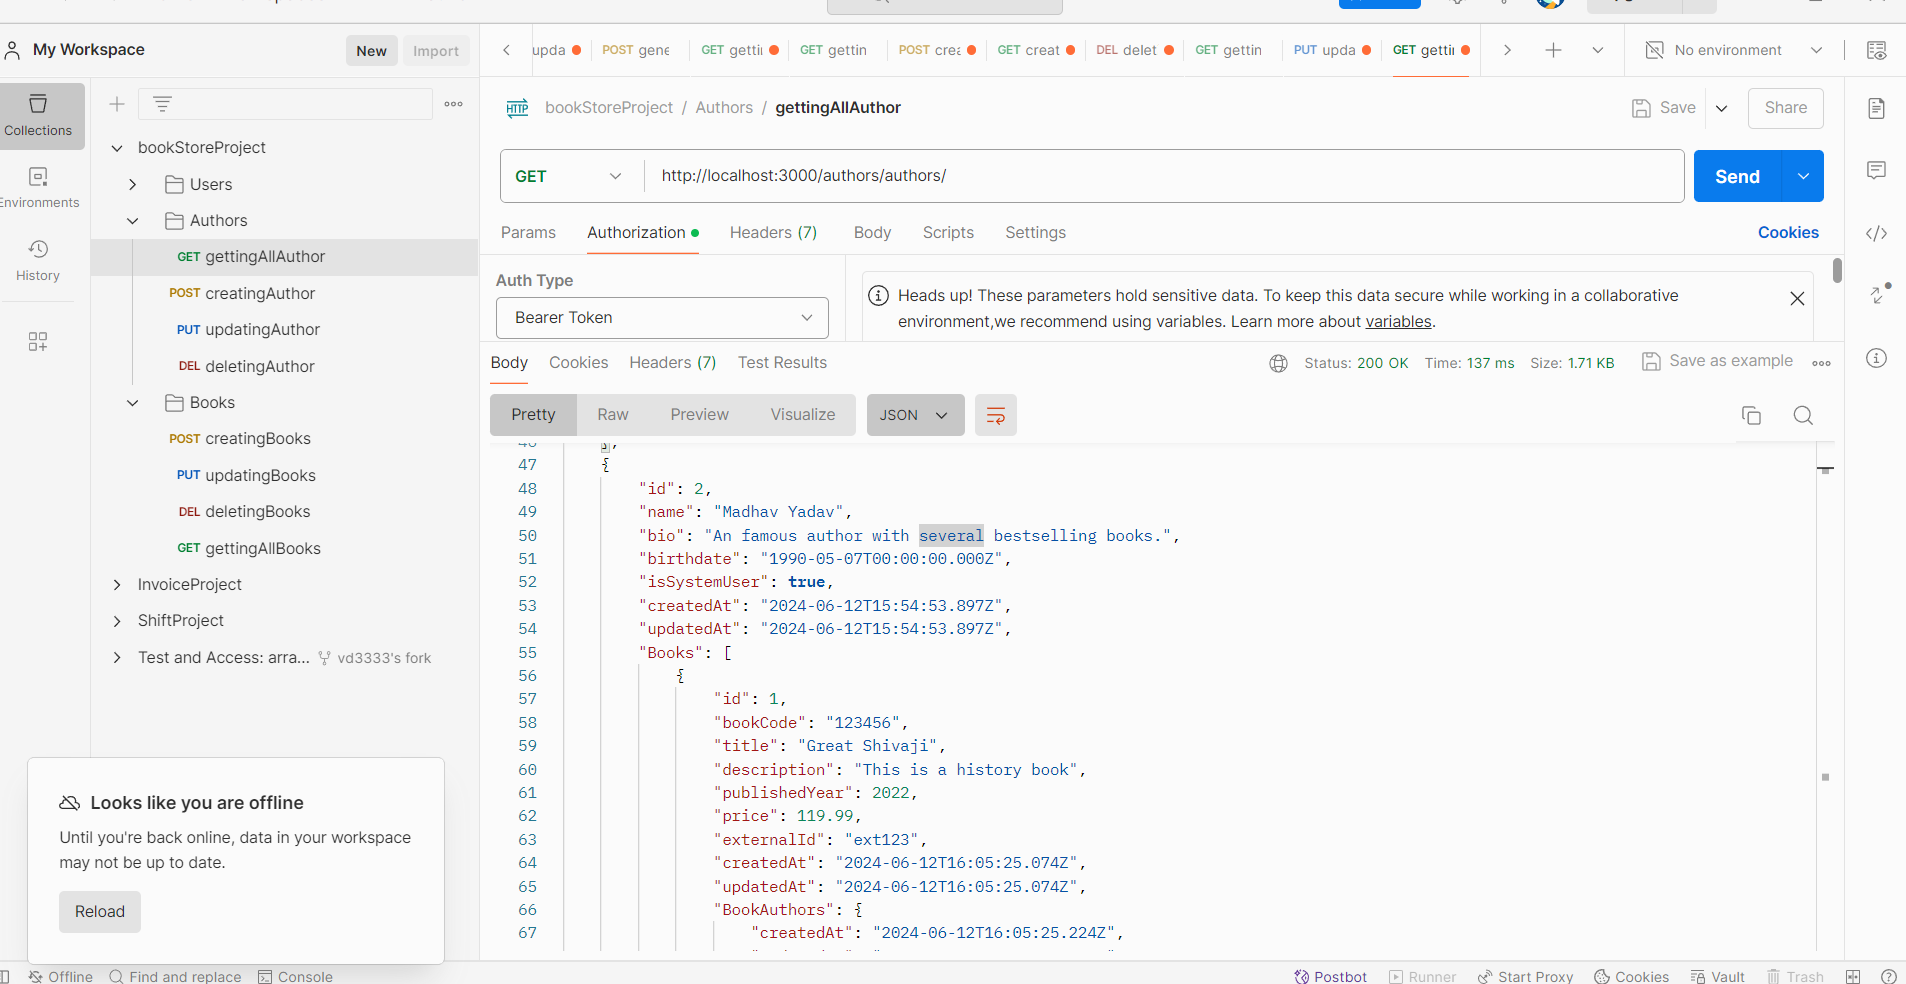 My Workspace
New
Import
upda
POST gene
GET getti
GET gettin
POST crea
GET creat
DEL delet
GET gettin
PUT upda
GET getti
No environment
Collections
Environments
History
bookStoreProject
Users
Authors
GET gettingAllAuthor
POST creatingAuthor
PUT updatingAuthor
DEL deletingAuthor
Books
POST creatingBooks
PUT updatingBooks
DEL deletingBooks
GET gettingAllBooks
InvoiceProject
ShiftProject
Test and Access: arra... vd3333's fork
Looks like you are offline
Until you're back online, data in your workspace
may not be up to date.
Reload
HTTP bookStoreProject / Authors / gettingAllAuthor
Save
Share
GET
http://localhost:3000/authors/authors/
Send
Params
Authorization
Headers (7)
Body
Scripts
Settings
Cookies
Auth Type
Bearer Token
Heads up! These parameters hold sensitive data. To keep this data secure while working in a collaborative
environment,we recommend using variables. Learn more about variables.
Body
Cookies
Headers (7)
Test Results
Status: 200 OK
Time: 137 ms
Size: 1.71 KB
Save as example
Pretty
Raw
Preview
Visualize
JSON
46 },
47 {
48 "id": 2,
49 "name": "Madhav Yadav",
50 "bio": "An famous author with several bestselling books.",
51 "birthdate": "1990-05-07T00:00:00.000Z",
52 "isSystemUser": true,
53 "createdAt": "2024-06-12T15:54:53.897Z",
54 "updatedAt": "2024-06-12T15:54:53.897Z",
55 "Books": [
56 {
57 "id": 1,
58 "bookCode": "123456",
59 "title": "Great Shivaji",
60 "description": "This is a history book",
61 "publishedYear": 2022,
62 "price": 119.99,
63 "externalId": "ext123",
64 "createdAt": "2024-06-12T16:05:25.074Z",
65 "updatedAt": "2024-06-12T16:05:25.074Z",
66 "BookAuthors": {
67 "createdAt": "2024-06-12T16:05:25.224Z",
Offline
Find and replace
Console
Postbot
Runner
Start Proxy
Cookies
Vault
Trash